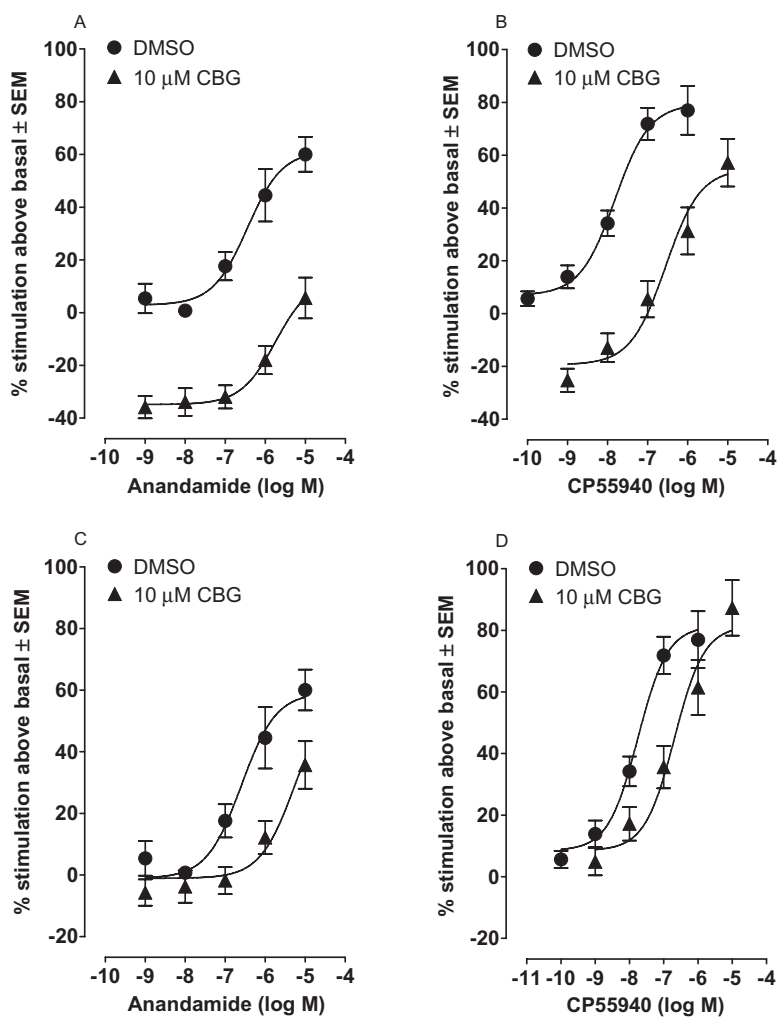 A
DMSO
10 μM CBG
% stimulation above basal ± SEM
100
80
60
40
20
0
-20
-40
-10 -9 -8 -7 -6 -5 -4
Anandamide (log M)
B
DMSO
10 μM CBG
% stimulation above basal ± SEM
100
80
60
40
20
0
-20
-40
-10 -9 -8 -7 -6 -5 -4
CP55940 (log M)
C
DMSO
10 μM CBG
% stimulation above basal ± SEM
100
80
60
40
20
0
-20
-10 -9 -8 -7 -6 -5 -4
Anandamide (log M)
D
DMSO
10 μM CBG
% stimulation above basal ± SEM
100
80
60
40
20
0
-20
-11 -10 -9 -8 -7 -6 -5 -4
CP55940 (log M)